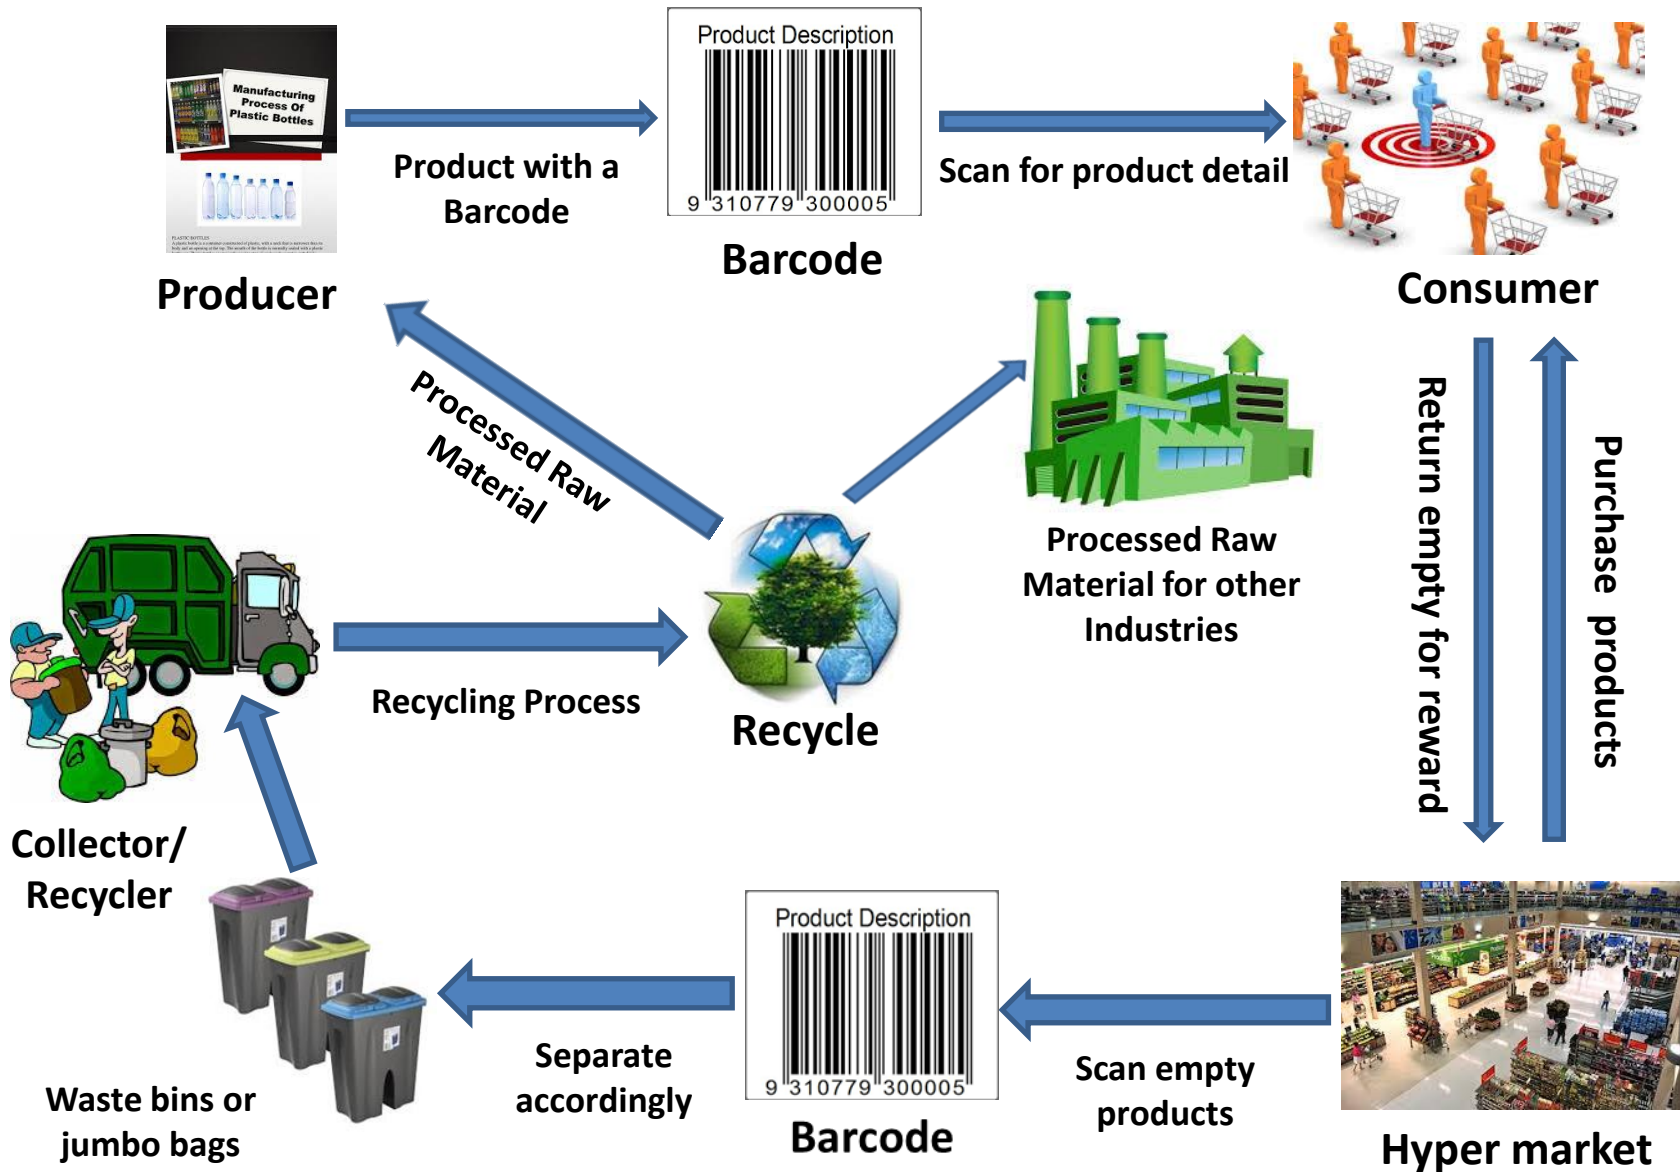 Manufacturing
Process Of
Plastic Bottles
PLASTIC BOTTLES
Producer
Product with a
Barcode
Product Description
9 310779 300005
Barcode
Scan for product detail
Consumer
Processed Raw
Material
Processed Raw
Material for other
Industries
Return empty for reward
Purchase products
Recycling Process
Recycle
Collector/
Recycler
Waste bins or
jumbo bags
Separate
accordingly
Product Description
9 310779 300005
Barcode
Scan empty
products
Hyper market